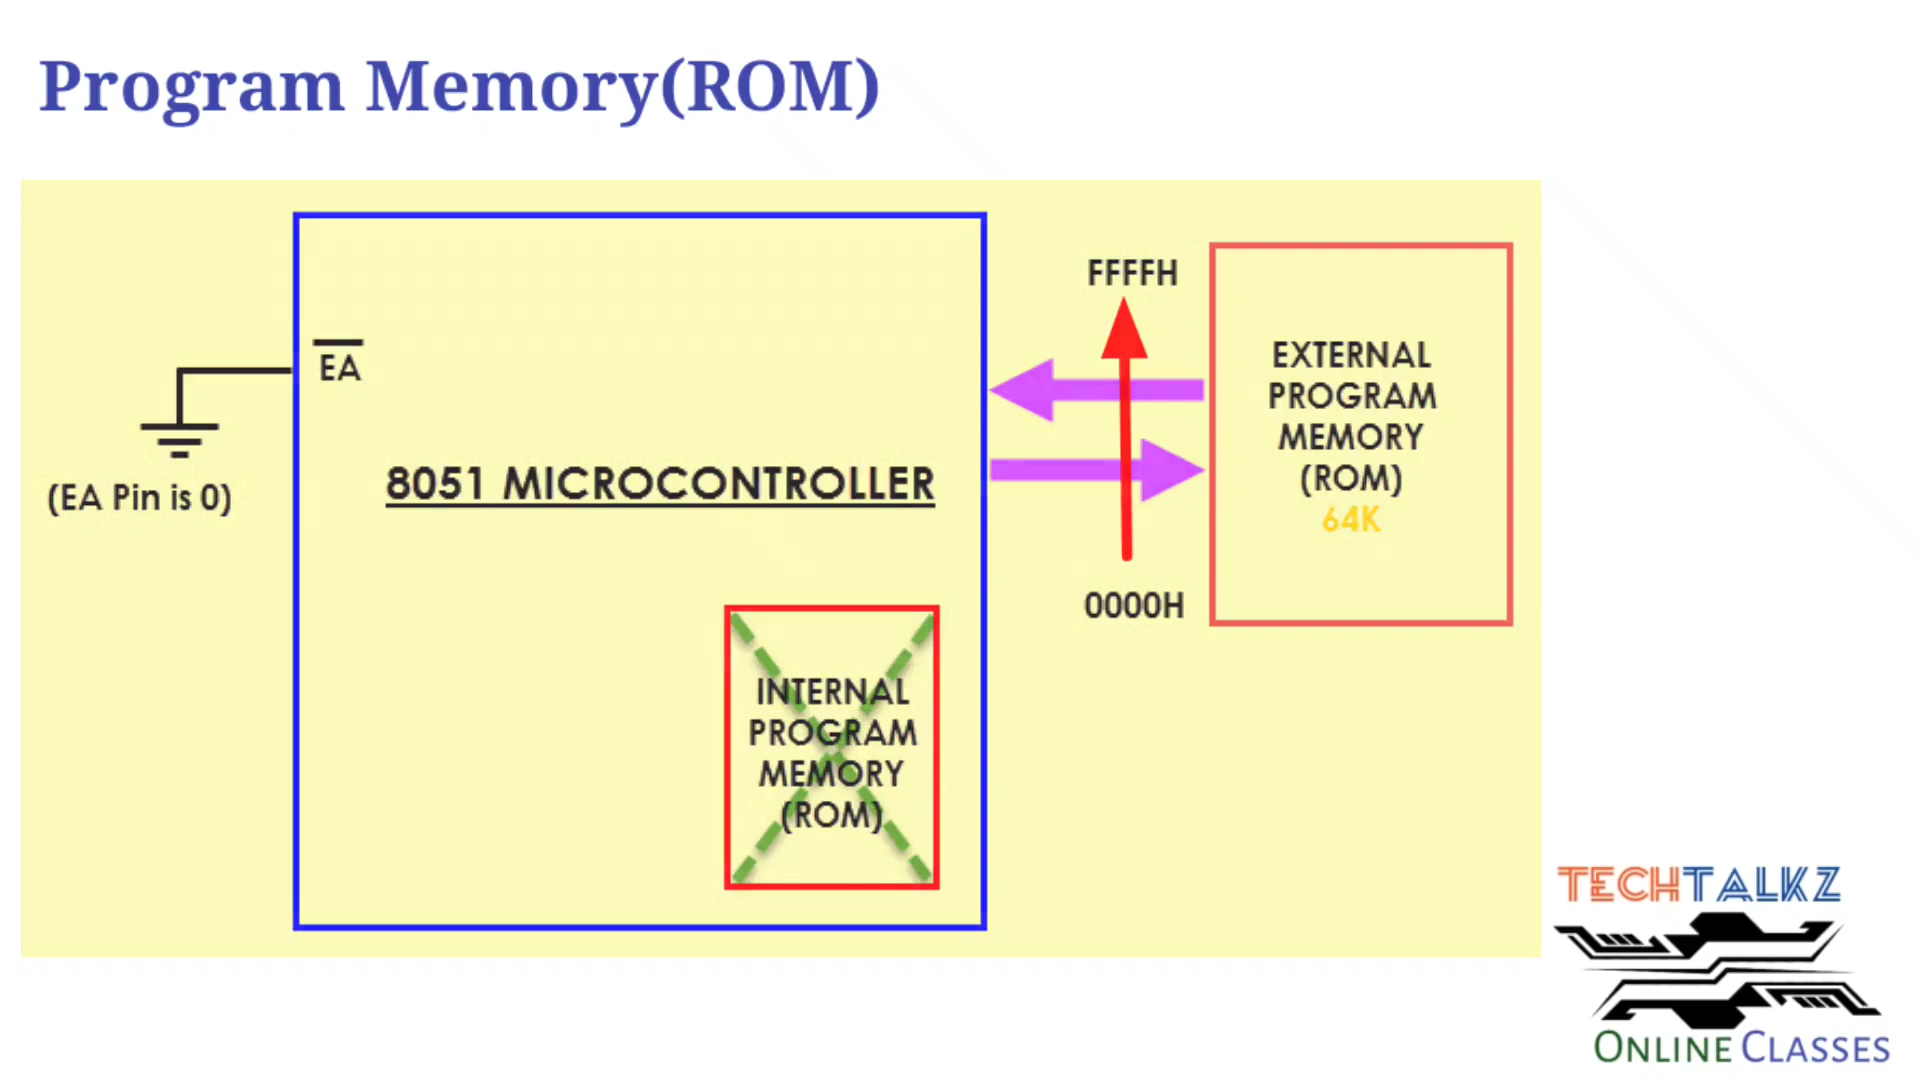 Program Memory(ROM)
FFFFH
EA
(EA Pin is 0)
8051 MICROCONTROLLER
EXTERNAL
PROGRAM
MEMORY
(ROM)
64K
0000H
INTERNAL
PROGRAM
MEMORY
(ROM)
TECHTALKZ
ONLINE CLASSES